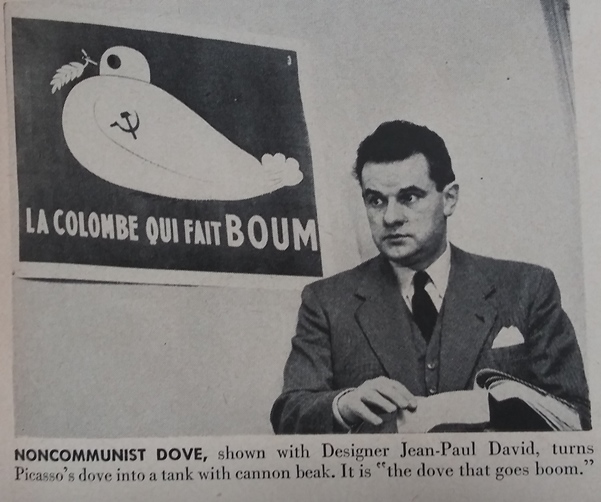 3
LA COLOMBE QUI FAIT BOUM
NONCOMMUNIST DOVE, shown with Designer Jean-Paul David, turns
Picasso's dove into a tank with cannon beak. It is "the dove that goes boom."